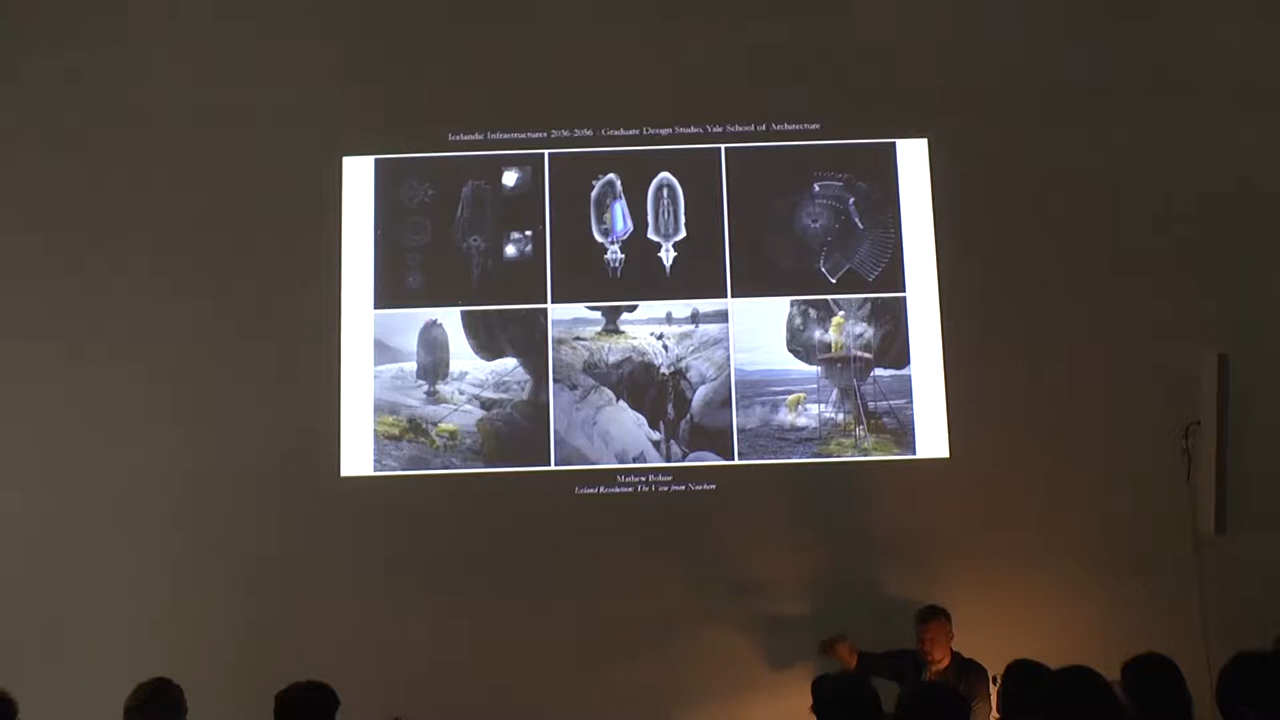 Icelandic Infrastructures 2036-2056 : Graduate Design Studio, Yale School of Architecture
Mathew Bohne
Iceland Resolution: The View from Nowhere